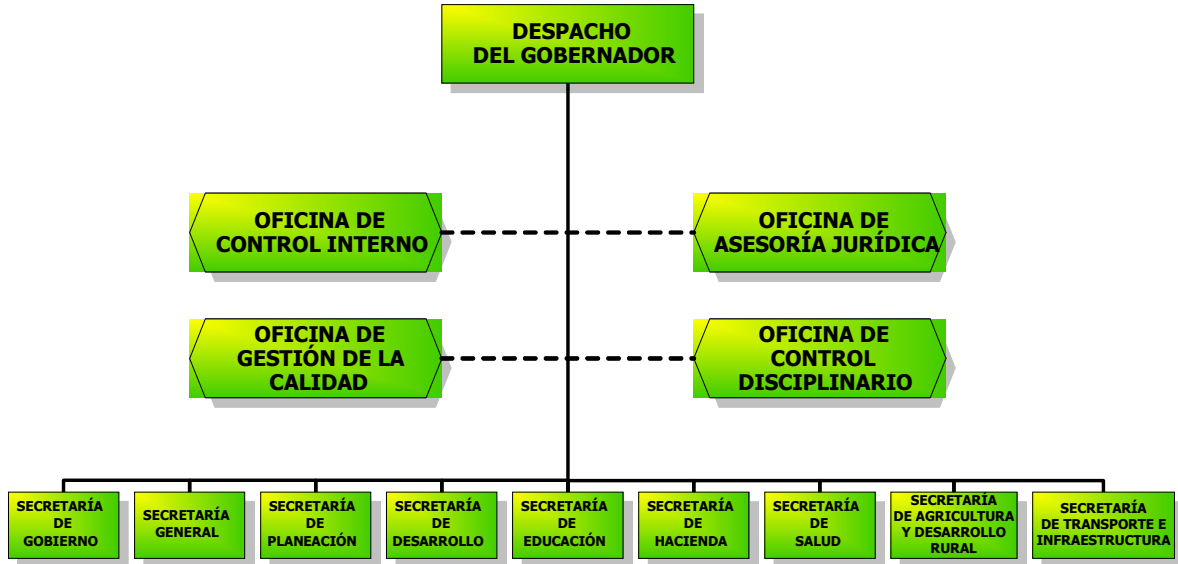 DESPACHO
DEL GOBERNADOR
OFICINA DE
CONTROL INTERNO
OFICINA DE
ASESORÍA JURÍDICA
OFICINA DE
GESTIÓN DE LA
CALIDAD
OFICINA DE
CONTROL
DISCIPLINARIO
SECRETARÍA
DE
GOBIERNO
SECRETARÍA
GENERAL
SECRETARÍA
DE
PLANEACIÓN
SECRETARÍA
DE
DESARROLLO
SECRETARÍA
DE
EDUCACIÓN
SECRETARÍA
DE
HACIENDA
SECRETARÍA
DE
SALUD
SECRETARÍA
DE AGRICULTURA
Y DESARROLLO
RURAL
SECRETARÍA
DE TRANSPORTE E
INFRAESTRUCTURA